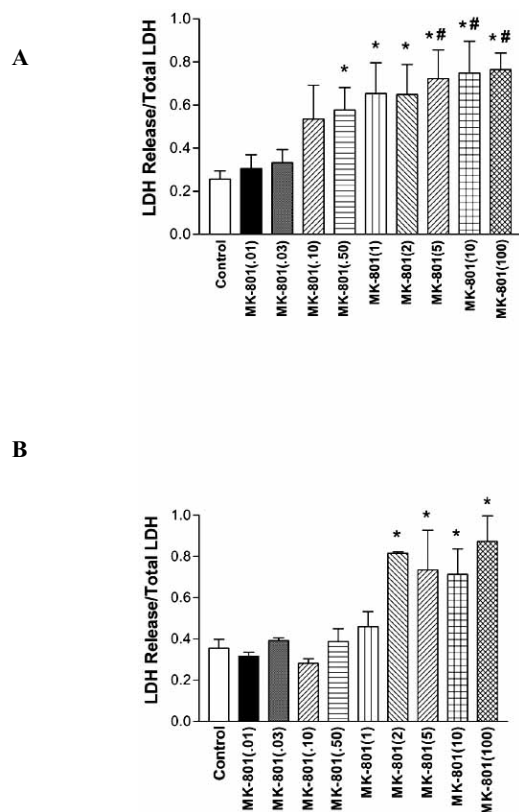 A
LDH Release/Total LDH
1.0
0.8
0.6
0.4
0.2
0.0
* * * *# *# *#
Control
MK-801(.01)
MK-801(.03)
MK-801(.10)
MK-801(.50)
MK-801(1)
MK-801(2)
MK-801(5)
MK-801(10)
MK-801(100)
B
LDH Release/Total LDH
1.0
0.8
0.6
0.4
0.2
0.0
* * * *
Control
MK-801(.01)
MK-801(.03)
MK-801(.10)
MK-801(.50)
MK-801(1)
MK-801(2)
MK-801(5)
MK-801(10)
MK-801(100)